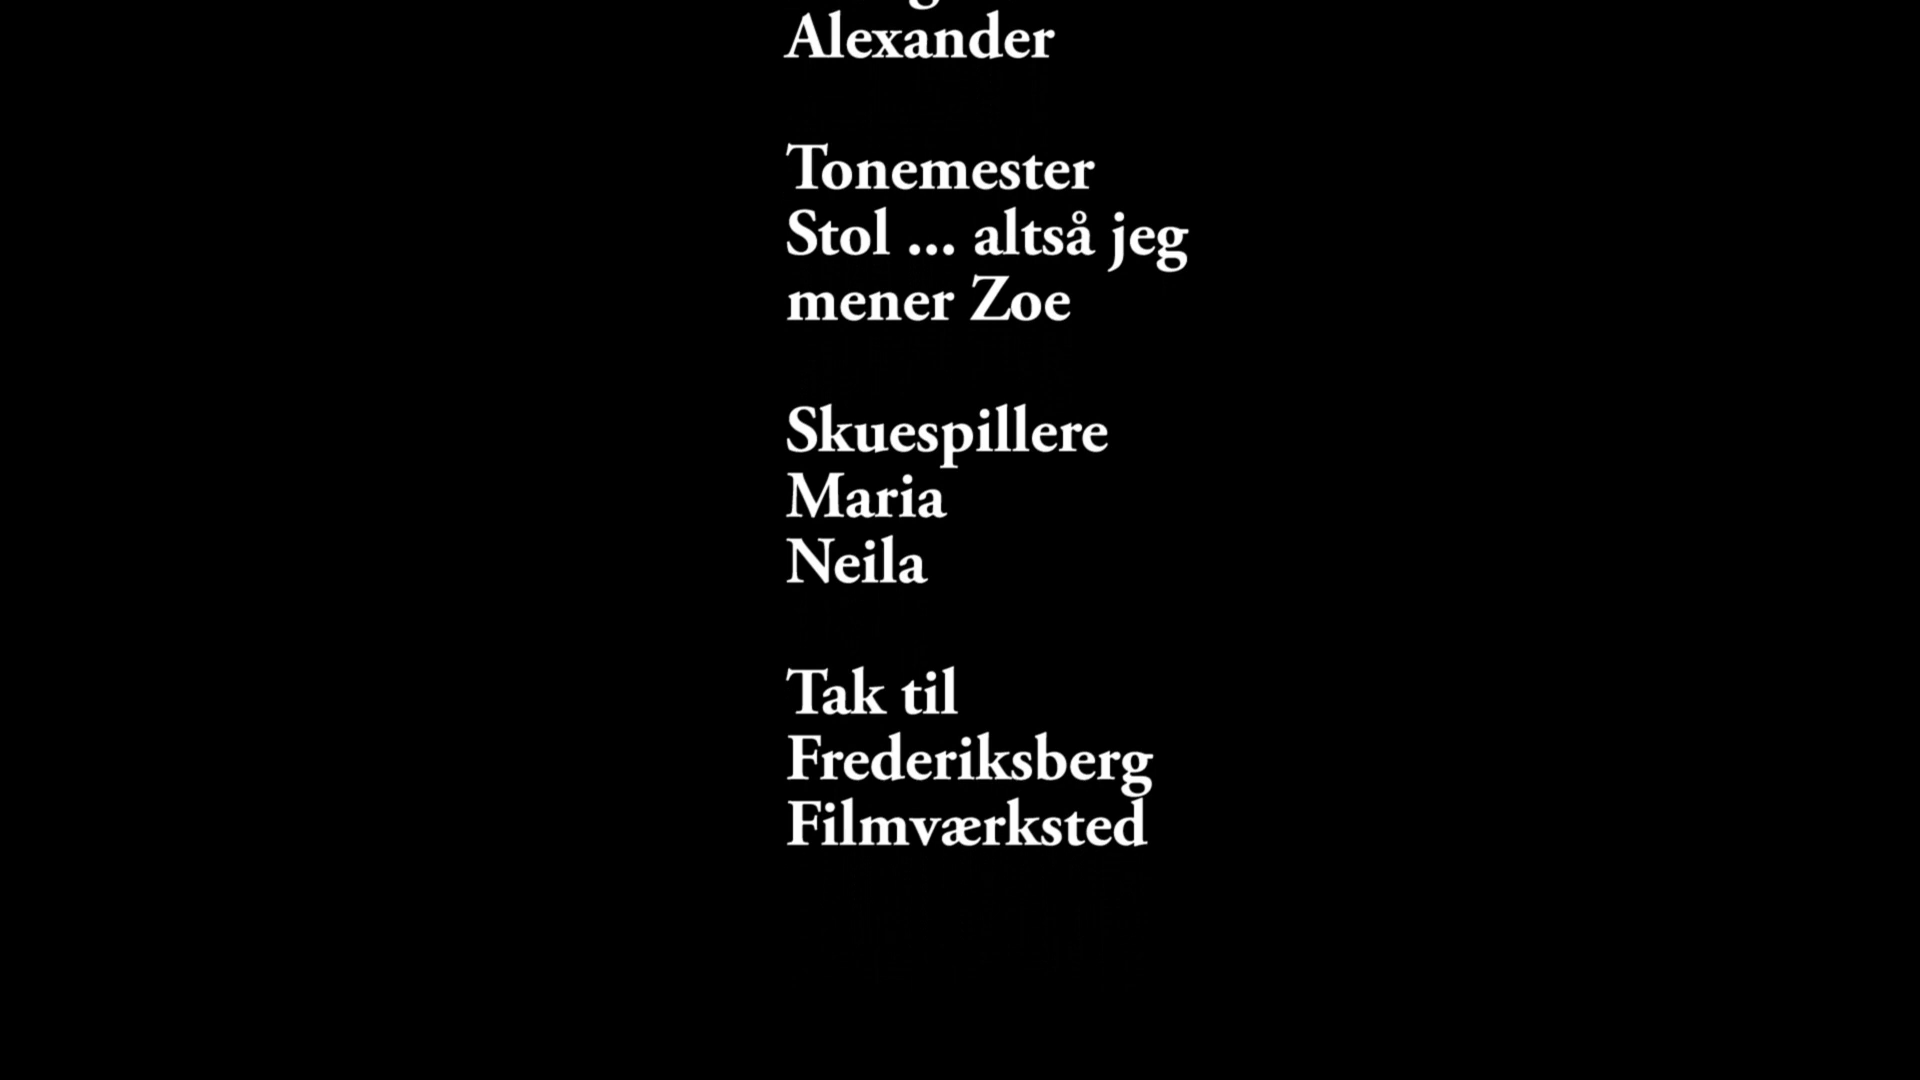 Alexander
Tonemester
Stol ... altså jeg
mener Zoe
Skuespillere
Maria
Neila
Tak til
Frederiksberg
Filmværksted